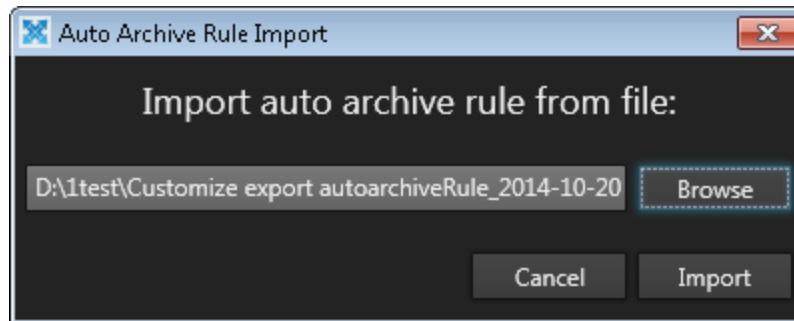 Auto Archive Rule Import
Import auto archive rule from file:
D:\1test\Customize export autoarchiveRule_2014-10-20
Browse
Cancel
Import